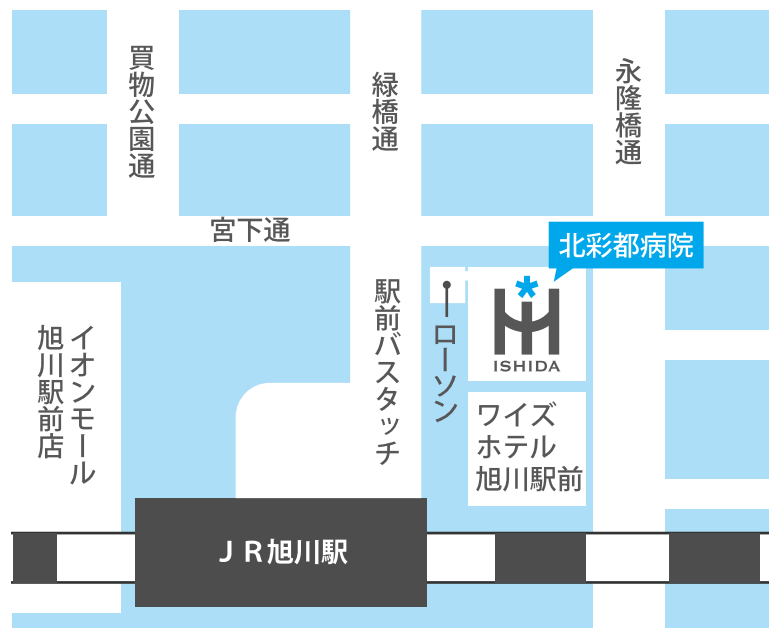 買物公園通
緑橋通
永隆橋通
宮下通
北彩都病院
ISHIDA
駅前バスタッチ
ローソン
イオンモール
旭川駅前店
ワイズ
ホテル
旭川駅前
ＪＲ旭川駅